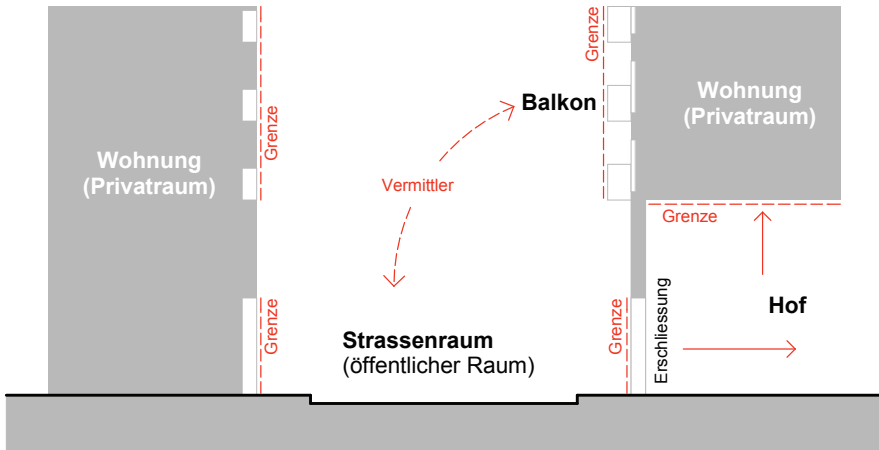 Wohnung
(Privatraum)
Grenze
Grenze
Vermittler
Balkon
Grenze
Wohnung
(Privatraum)
Grenze
Strassenraum
(öffentlicher Raum)
Grenze
Erschliessung
Hof